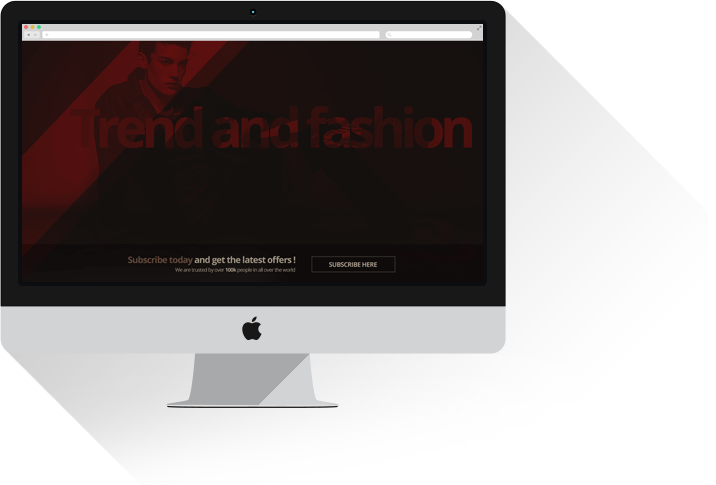 Trend and fashion
Subscribe today and get the latest offers !
We are trusted by over 100k people in all over the world
SUBSCRIBE HERE